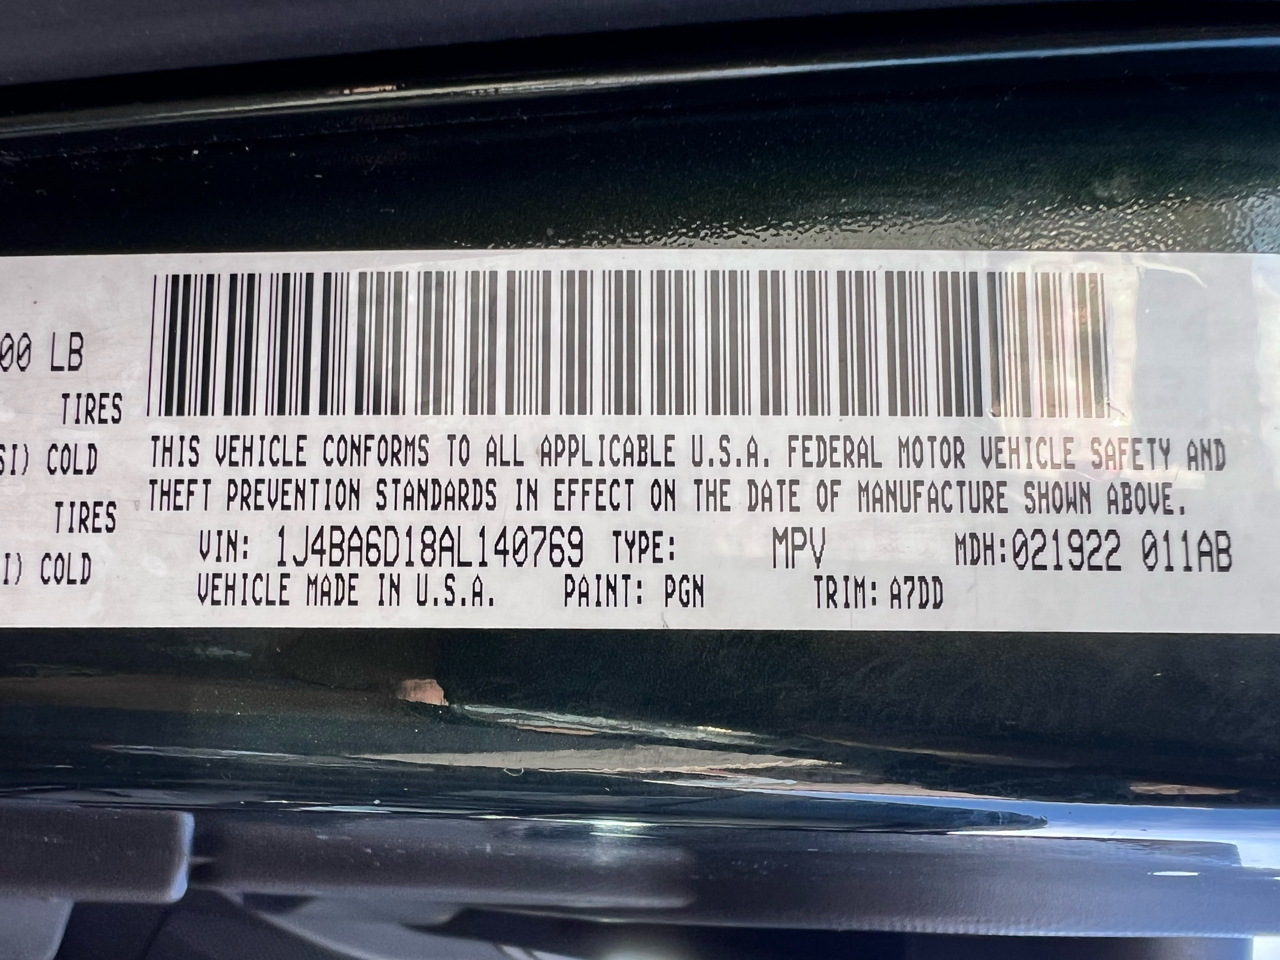 00 LB
TIRES
SI) COLD
TIRES
I) COLD
THIS VEHICLE CONFORMS TO ALL APPLICABLE U.S.A. FEDERAL MOTOR VEHICLE SAFETY AND
THEFT PREVENTION STANDARDS IN EFFECT ON THE DATE OF MANUFACTURE SHOWN ABOVE.
VIN: 1J4BA6D18AL140769 TYPE: MPV MDH:021922 011AB
VEHICLE MADE IN U.S.A. PAINT: PGN TRIM: A7DD